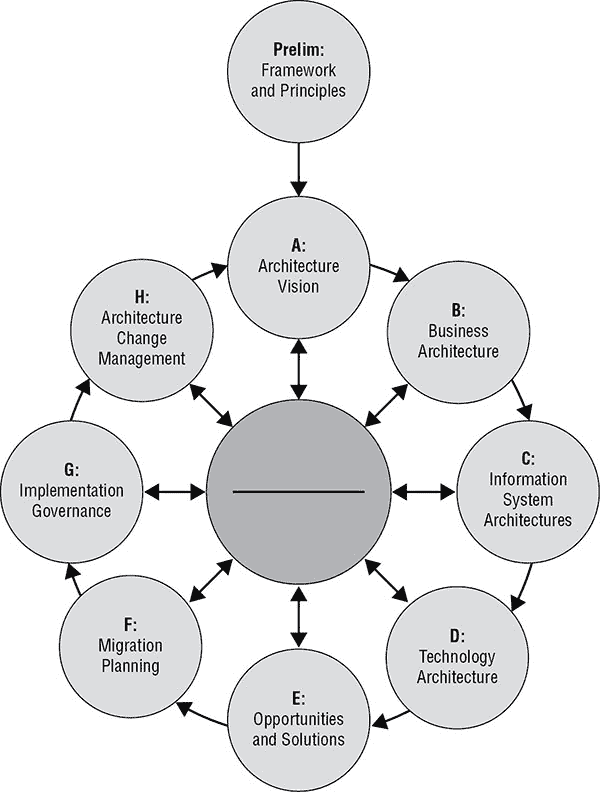 Prelim:
Framework
and Principles
A:
Architecture
Vision
B:
Business
Architecture
C:
Information
System
Architectures
D:
Technology
Architecture
E:
Opportunities
and Solutions
F:
Migration
Planning
G:
Implementation
Governance
H:
Architecture
Change
Management